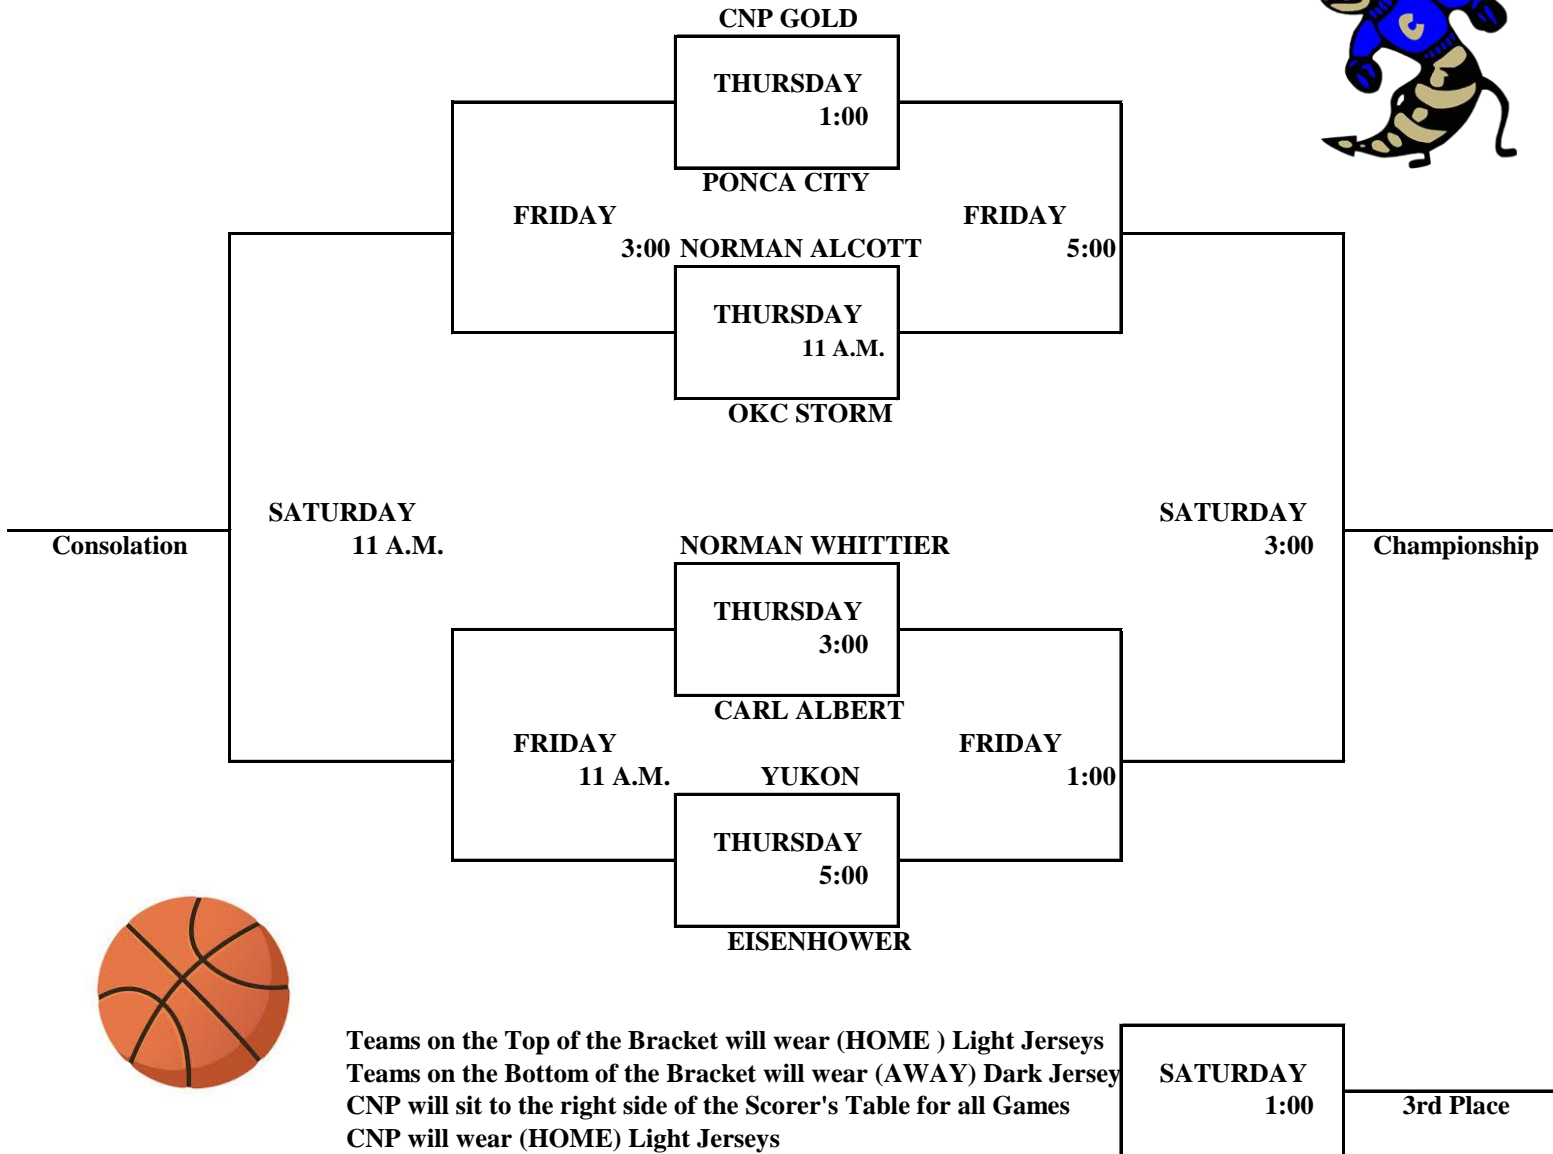 CNP GOLD
THURSDAY
1:00
PONCA CITY
FRIDAY
3:00
FRIDAY
5:00
NORMAN ALCOTT
THURSDAY
11 A.M.
OKC STORM
SATURDAY
11 A.M.
Consolation
SATURDAY
3:00
Championship
NORMAN WHITTIER
THURSDAY
3:00
CARL ALBERT
FRIDAY
11 A.M.
FRIDAY
1:00
YUKON
THURSDAY
5:00
EISENHOWER
Teams on the Top of the Bracket will wear (HOME ) Light Jerseys
Teams on the Bottom of the Bracket will wear (AWAY) Dark Jersey
CNP will sit to the right side of the Scorer's Table for all Games
CNP will wear (HOME) Light Jerseys
SATURDAY
1:00
3rd Place
C